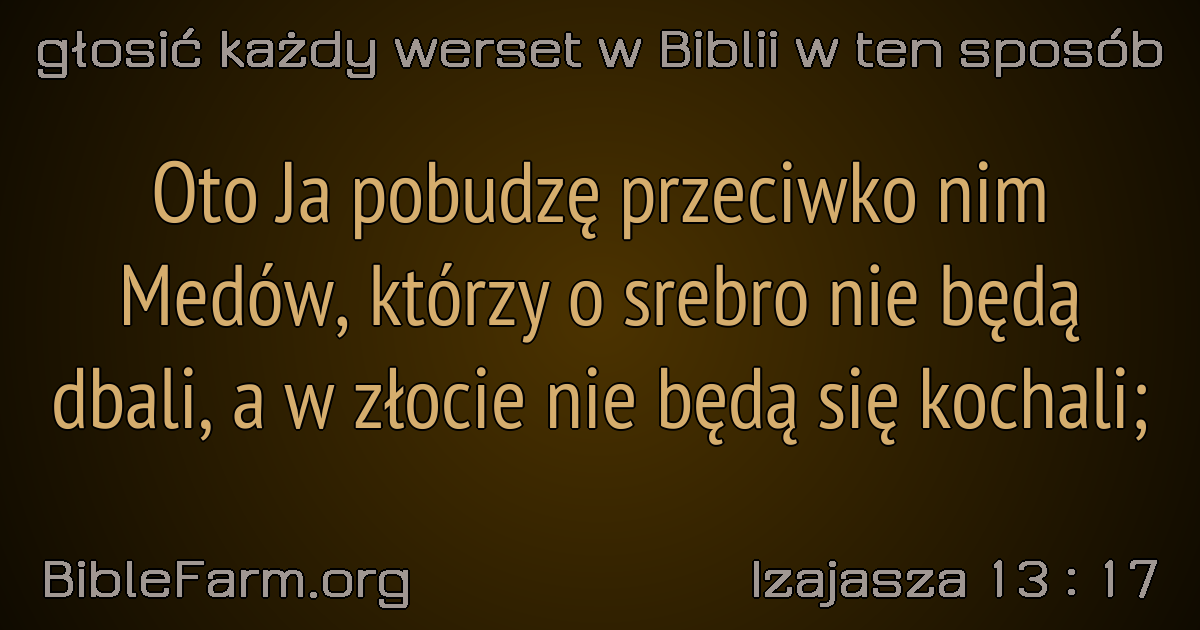 głosić każdy werset w Biblii w ten sposób
Oto Ja pobudzę przeciwko nim
Medów, którzy o srebro nie będą
dbali, a w złocie nie będą się kochali;
BibleFarm.org
Izajasza 13 : 17